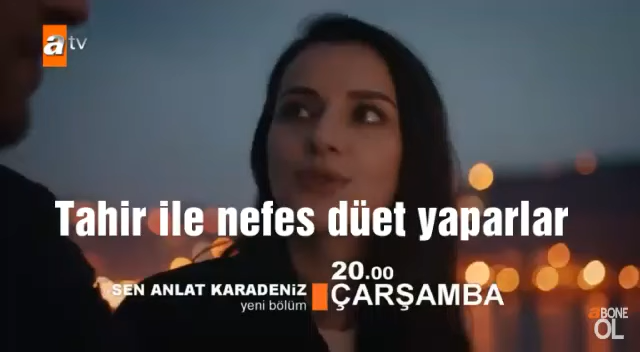 atv
Tahir ile nefes düet yaparlar
SEN ANLAT KARADENİZ
yeni bölüm
20.00
ÇARŞAMBA
ABONE
OL